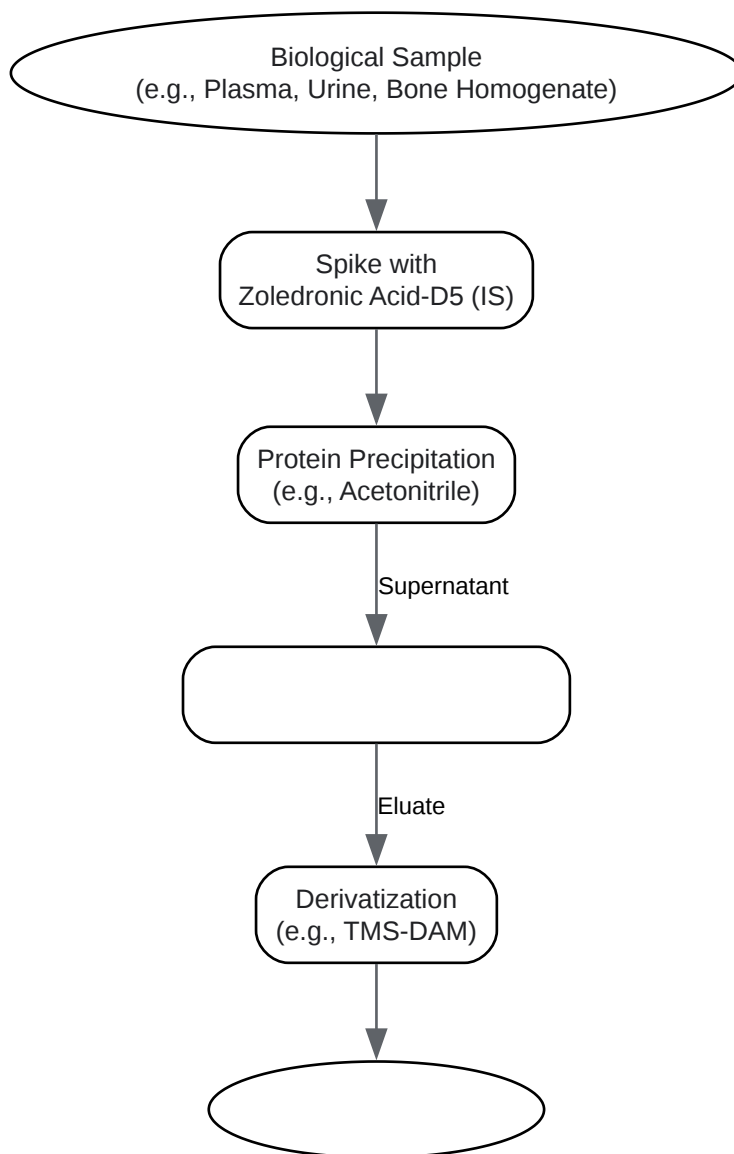 Biological Sample
(e.g., Plasma, Urine, Bone Homogenate)
Spike with
Zoledronic Acid-D5 (IS)
Protein Precipitation
(e.g., Acetonitrile)
Supernatant
Eluate
Derivatization
(e.g., TMS-DAM)